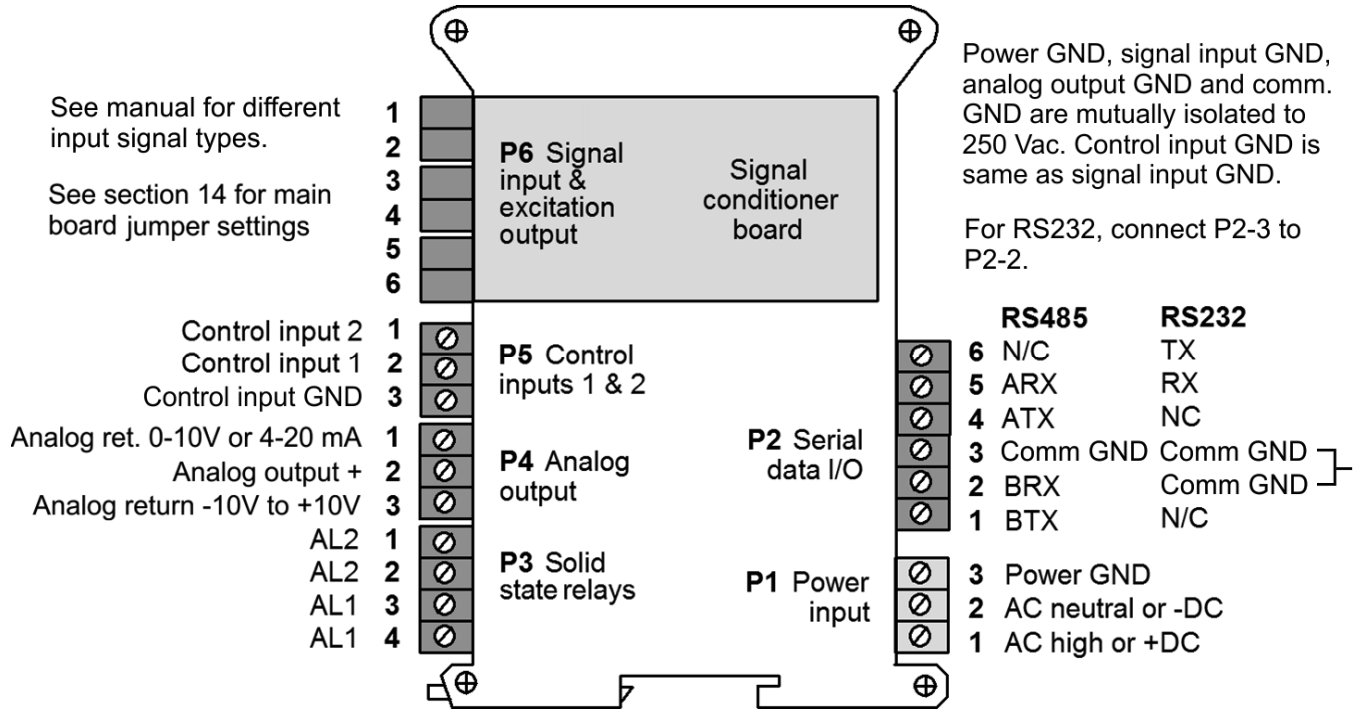 See manual for different
input signal types.
See section 14 for main
board jumper settings
1
2
3
4
5
6
P6 Signal
input &
excitation
output
Signal
conditioner
board
Power GND, signal input GND,
analog output GND and comm.
GND are mutually isolated to
250 Vac. Control input GND is
same as signal input GND.
For RS232, connect P2-3 to
P2-2.
Control input 2 1
Control input 1 2
Control input GND 3
P5 Control
inputs 1 & 2
Analog ret. 0-10V or 4-20 mA 1
Analog output + 2
Analog return -10V to +10V 3
P4 Analog
output
AL2 1
AL2 2
AL1 3
AL1 4
P3 Solid
state relays
P2 Serial
data I/O
RS485 RS232
6 N/C TX
5 ARX RX
4 ATX NC
3 Comm GND Comm GND
2 BRX Comm GND
1 BTX N/C
P1 Power
input
3 Power GND
2 AC neutral or -DC
1 AC high or +DC